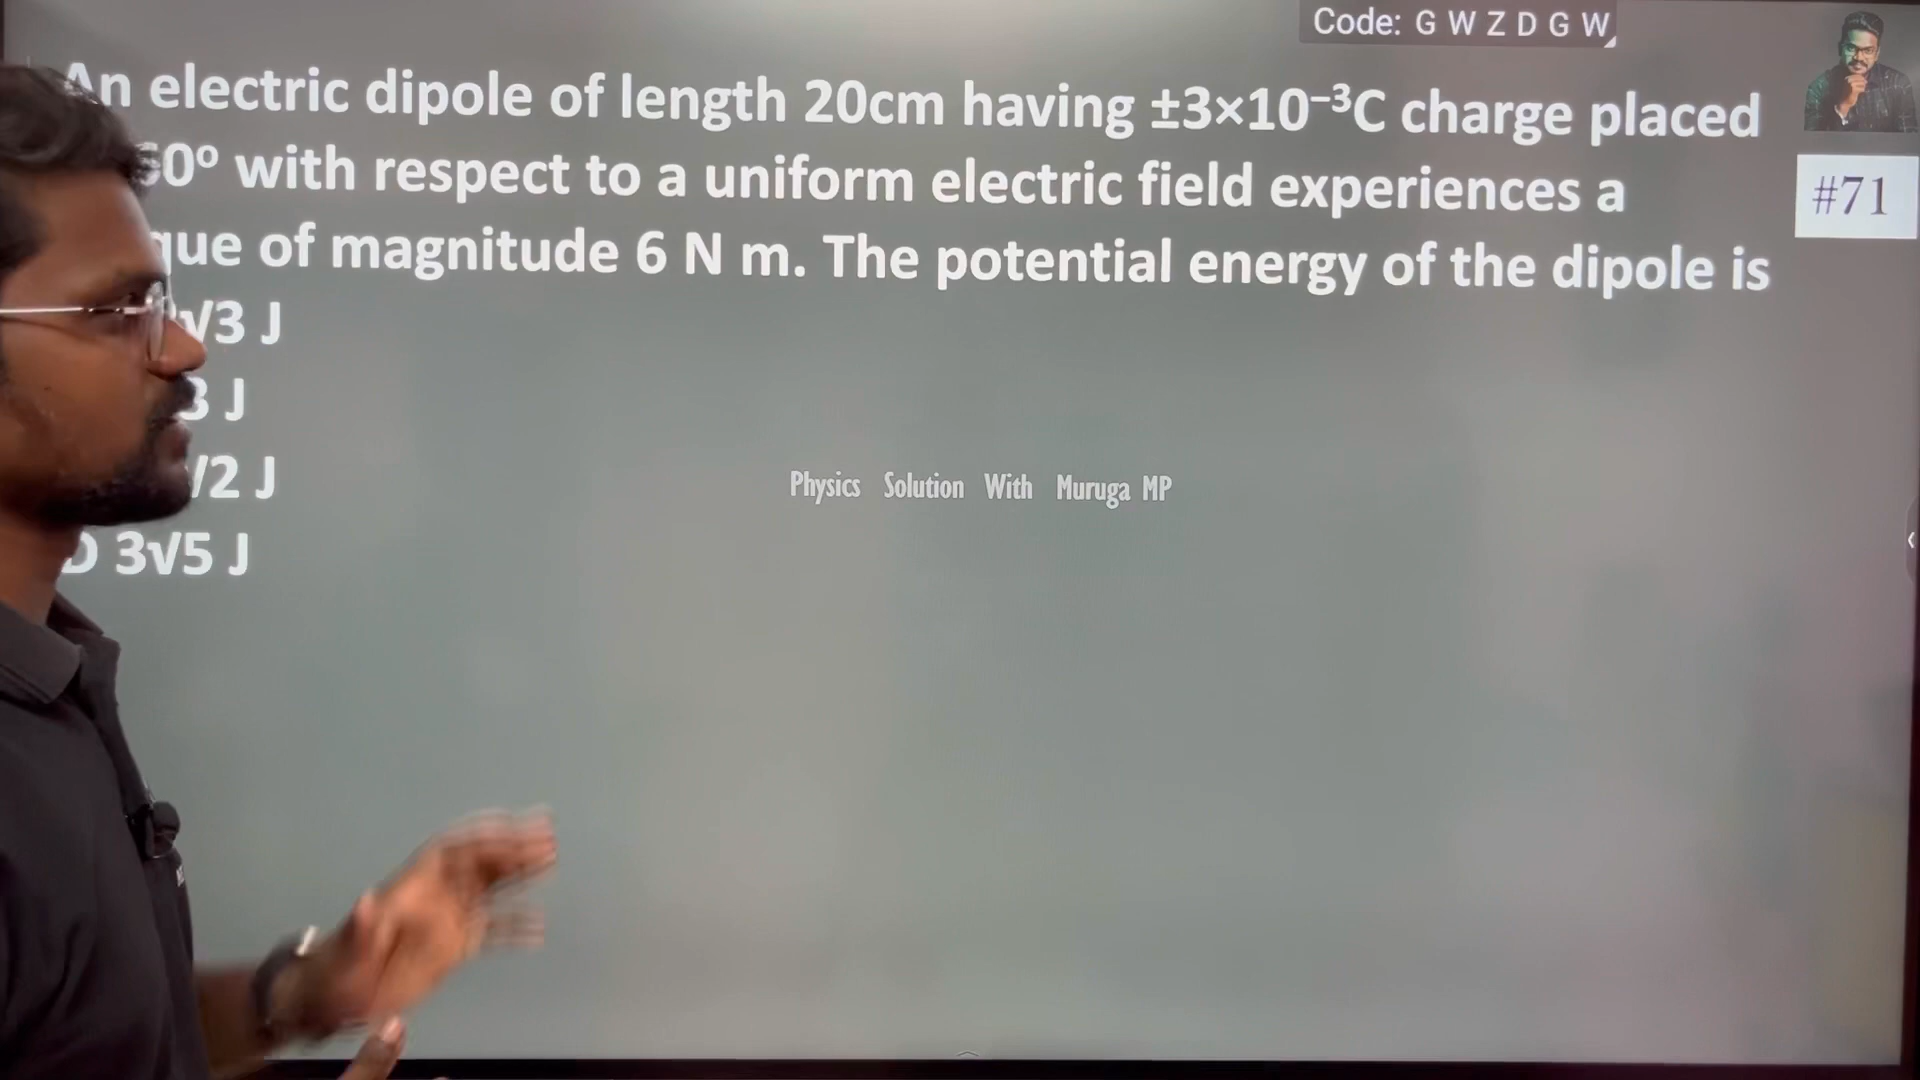 Code: G W Z D G W
An electric dipole of length 20cm having ±3×10⁻³C charge placed
60º with respect to a uniform electric field experiences a
que of magnitude 6 N m. The potential energy of the dipole is
√3 J
3 J
√2 J
D 3√5 J
#71
Physics Solution With Muruga MP